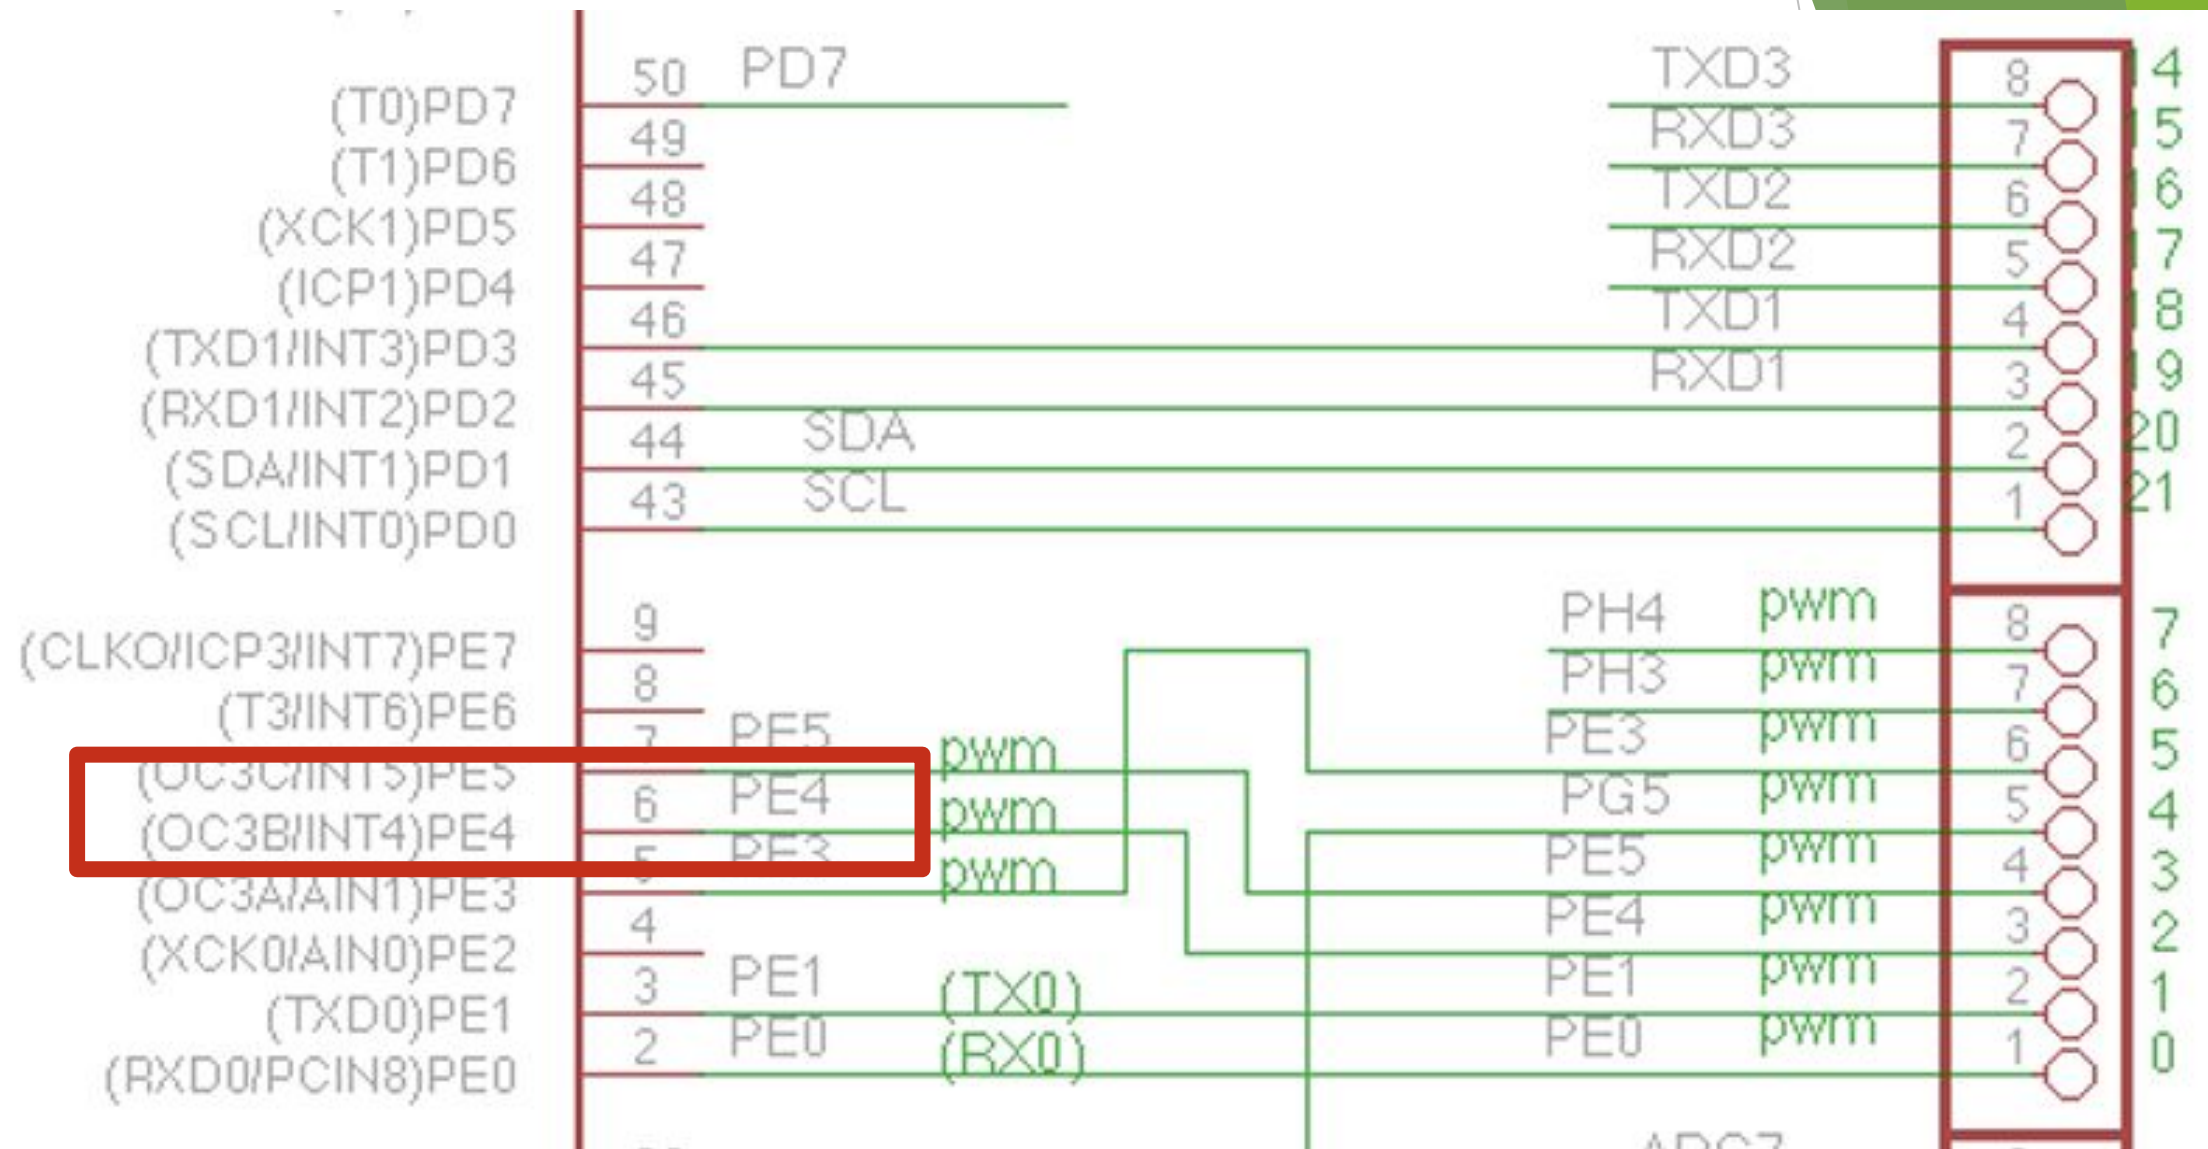 50 PD7 TXD3 8 14
(T0)PD7
49 RXD3 7 15
(T1)PD6
48 TXD2 6 16
(XCK1)PD5
47 RXD2 5 17
(ICP1)PD4
46 TXD1 4 18
(TXD1/INT3)PD3
45 RXD1 3 19
(RXD1/INT2)PD2
44 SDA 2 20
(SDA/INT1)PD1
43 SCL 1 21
(SCL/INT0)PD0
9 PH4 pwm 8 7
(CLKO/ICP3/INT7)PE7
8 PH3 pwm 7 6
(T3/INT6)PE6
7 PE5 pwm PE3 pwm 6 5
(OC3C/INT5)PE5
6 PE4 pwm PG5 pwm 5 4
(OC3B/INT4)PE4
5 PE3 pwm PE5 pwm 4 3
(OC3A/AIN1)PE3
4 PE4 pwm 3 2
(XCK0/AIN0)PE2
3 PE1 (TX0) PE1 pwm 2 1
(TXD0)PE1
2 PE0 (RX0) PE0 pwm 1 0
(RXD0/PCIN8)PE0